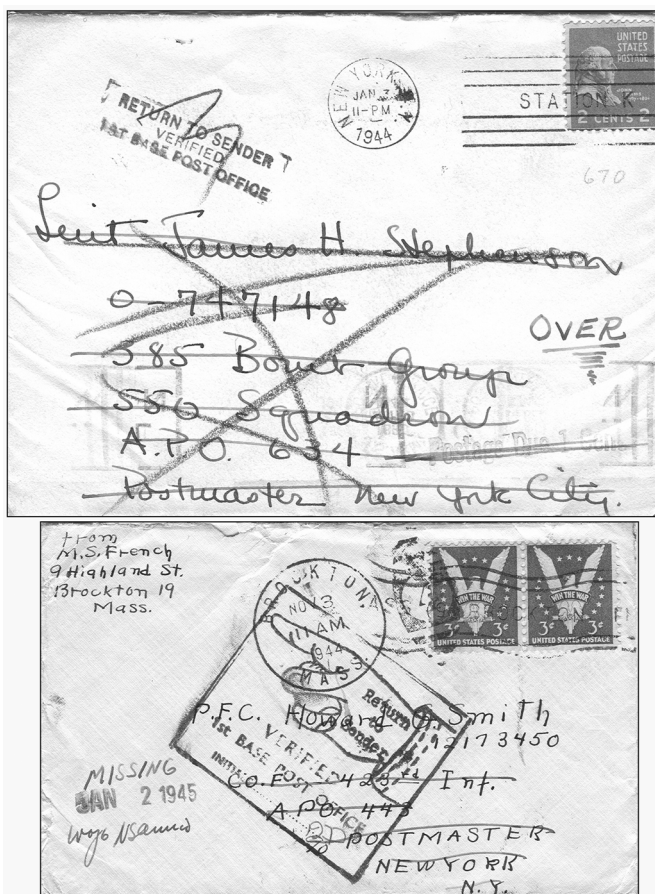 UNITED
STATES
POSTAGE
NEW YORK, N.Y.
JAN 3
11-PM
1944
STATION K
2 CENTS 2
RETURN TO SENDER
VERIFIED
1ST BASE POST OFFICE
670
Leuit James H. Stephenson
O-747148
385 Bomb Group
OVER
550 Squadron
A.P.O. 634
Postage Due 1 Cent
Postmaster New York City.
from
M.S. French
9 Highland St.
Brockton 19
Mass.
BROCKTON,
NOV 3
11 AM
1944
MASS.
WIN THE WAR
WIN THE WAR
3¢ 3¢
UNITED STATES POSTAGE UNITED STATES POSTAGE
Return
to
Sender
P.F.C. Howard Smith
12173450
VERIFIED
1st BASE POST OFFICE
CO E 423rd Inf.
MISSING
JAN 2 1945
APO 443
POSTMASTER
NEW YORK
N.Y.